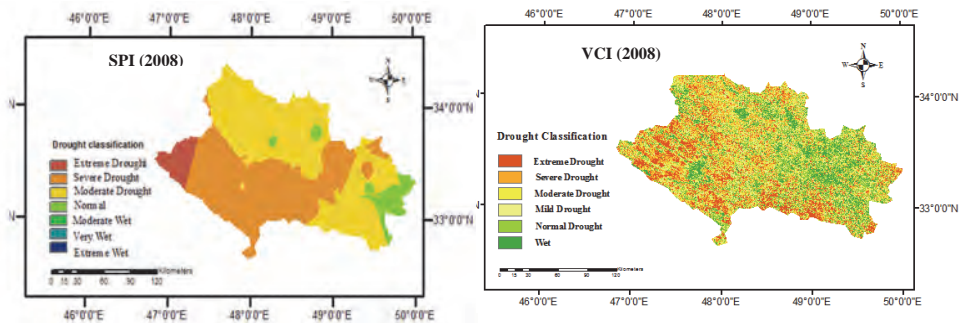 46°0'0"E 47°0'0"E 48°0'0"E 49°0'0"E 50°0'0"E
SPI (2008)
N
W E
S
N
34°0'0"N
Drought classification
Extreme Drought
Severe Drought
Moderate Drought
Normal
Moderate Wet
Very Wet
Extreme Wet
N
33°0'0"N
Kilometers
0 15 30 60 90 120
46°0'0"E 47°0'0"E 48°0'0"E 49°0'0"E 50°0'0"E
46°0'0"E 47°0'0"E 48°0'0"E 49°0'0"E 50°0'0"E
VCI (2008)
N
W E
S
N
34°0'0"N
Drought Classification
Extreme Drought
Severe Drought
Moderate Drought
Mild Drought
Normal Drought
Wet
N
33°0'0"N
Kilometers
0 15 30 60 90 120
46°0'0"E 47°0'0"E 48°0'0"E 49°0'0"E 50°0'0"E